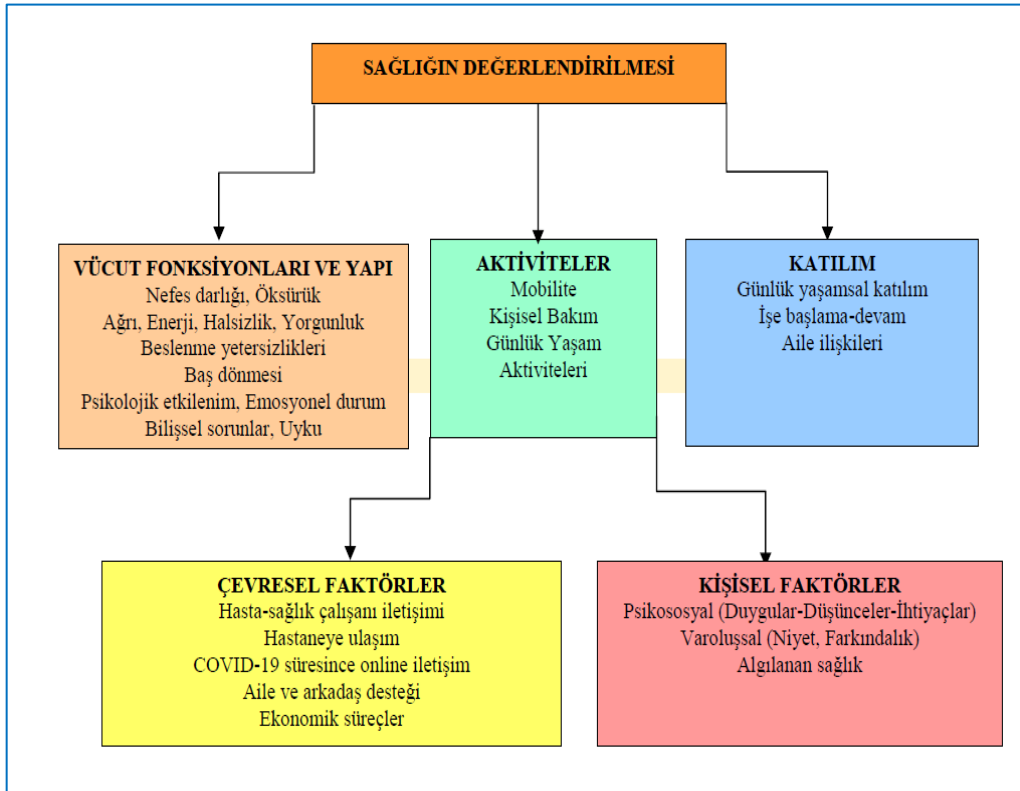 SAĞLIĞIN DEĞERLENDİRİLMESİ
VÜCUT FONKSİYONLARI VE YAPI
Nefes darlığı, Öksürük
Ağrı, Enerji, Halsizlik, Yorgunluk
Beslenme yetersizlikleri
Baş dönmesi
Psikolojik etkilenim, Emosyonel durum
Bilişsel sorunlar, Uyku
AKTİVİTELER
Mobilite
Kişisel Bakım
Günlük Yaşam
Aktiviteleri
KATILIM
Günlük yaşamsal katılım
İşe başlama-devam
Aile ilişkileri
ÇEVRESEL FAKTÖRLER
Hasta-sağlık çalışanı iletişimi
Hastaneye ulaşım
COVID-19 süresince online iletişim
Aile ve arkadaş desteği
Ekonomik süreçler
KİŞİSEL FAKTÖRLER
Psikososyal (Duygular-Düşünceler-İhtiyaçlar)
Varoluşsal (Niyet, Farkındalık)
Algılanan sağlık